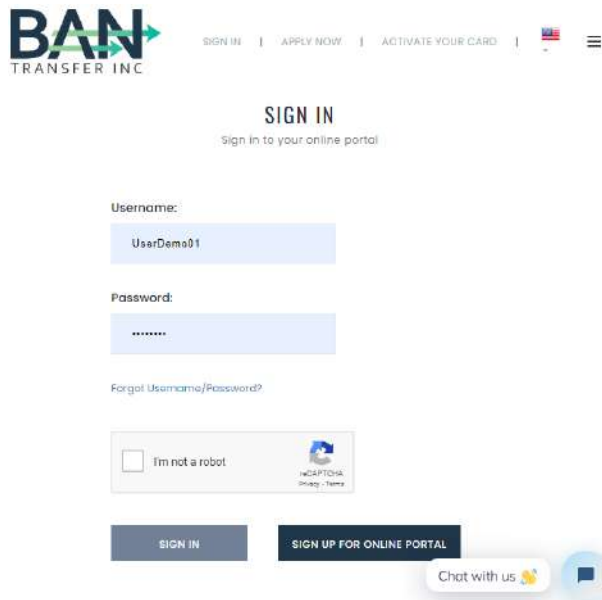 BAN
TRANSFER INC
SIGN IN | APPLY NOW | ACTIVATE YOUR CARD |
SIGN IN
Sign in to your online portal
Username:
UserDemo01
Password:
••••••••
Forgot Username/Password?
I'm not a robot
reCAPTCHA
Privacy - Terms
SIGN IN SIGN UP FOR ONLINE PORTAL
Chat with us 👋